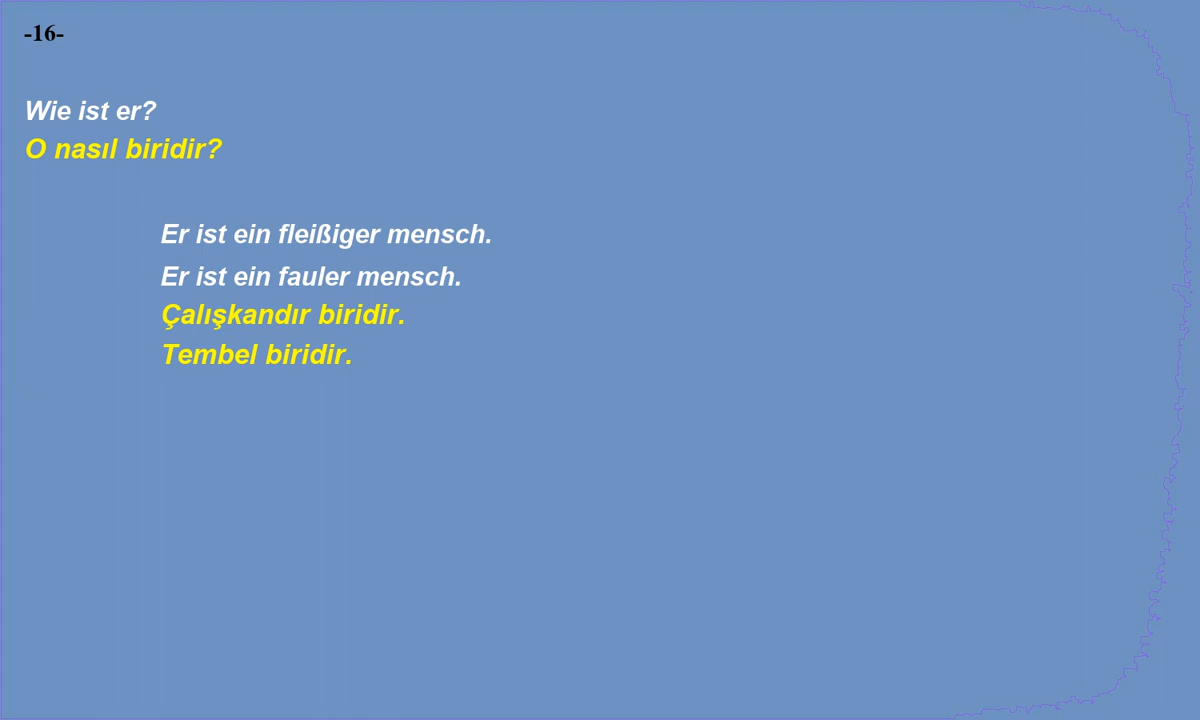 -16-
Wie ist er?
O nasıl biridir?
Er ist ein fleißiger mensch.
Er ist ein fauler mensch.
Çalışkandır biridir.
Tembel biridir.